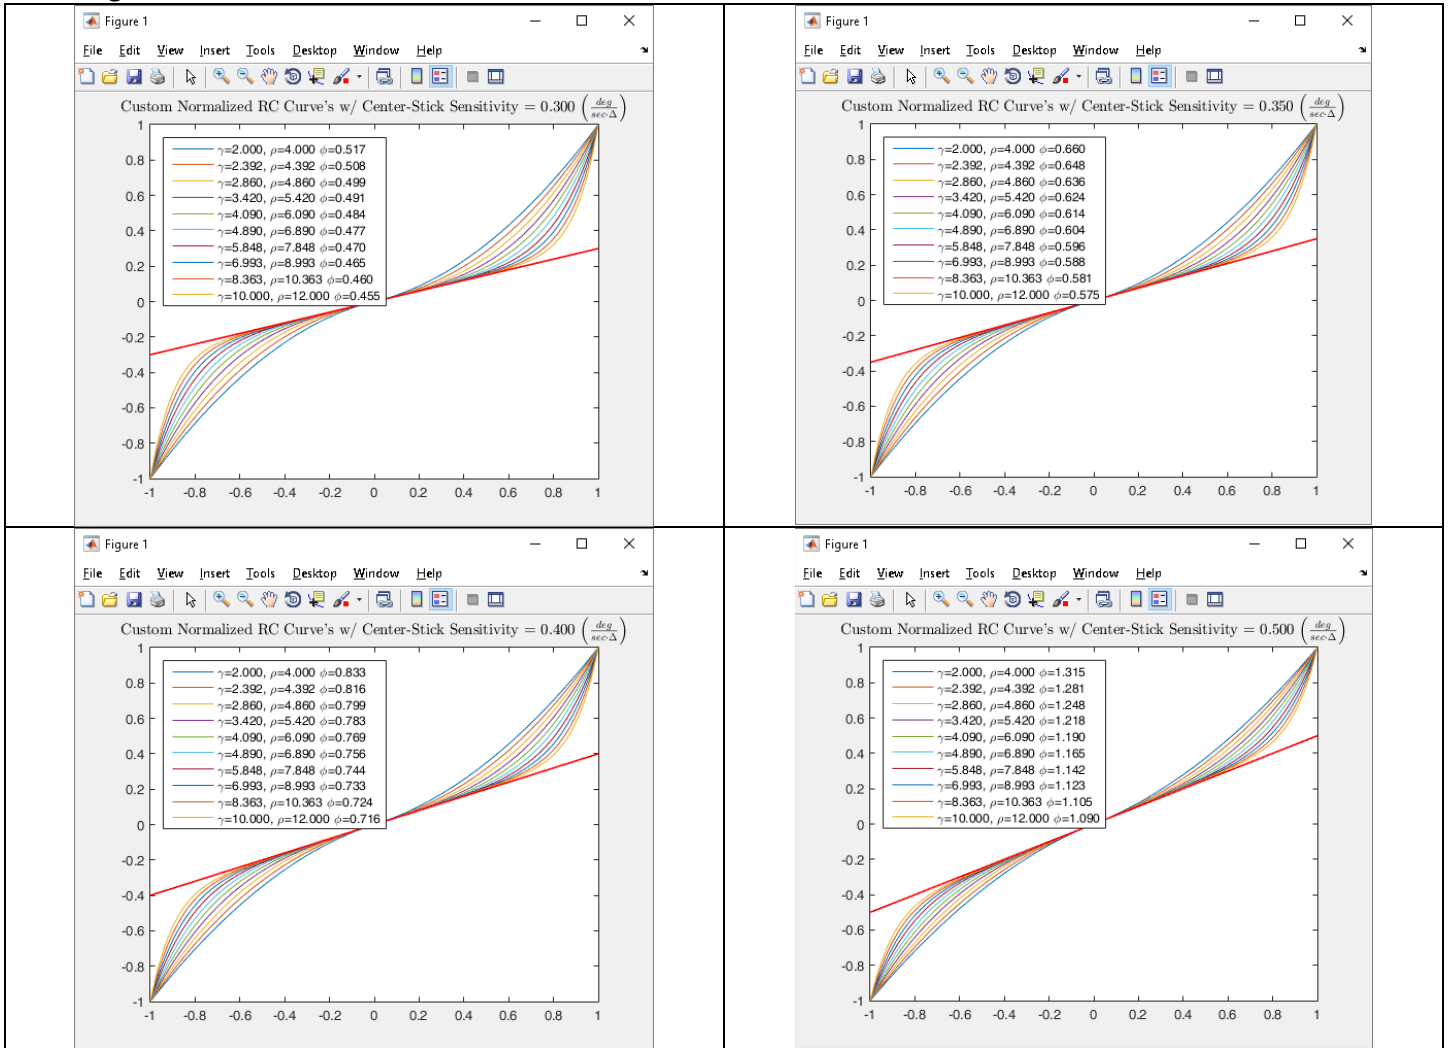 Figure 1
File Edit View Insert Tools Desktop Window Help
Custom Normalized RC Curve's w/ Center-Stick Sensitivity = 0.300 (deg/sec·Δ)
γ=2.000, ρ=4.000 φ=0.517
γ=2.392, ρ=4.392 φ=0.508
γ=2.860, ρ=4.860 φ=0.499
γ=3.420, ρ=5.420 φ=0.491
γ=4.090, ρ=6.090 φ=0.484
γ=4.890, ρ=6.890 φ=0.477
γ=5.848, ρ=7.848 φ=0.470
γ=6.993, ρ=8.993 φ=0.465
γ=8.363, ρ=10.363 φ=0.460
γ=10.000, ρ=12.000 φ=0.455
1
0.8
0.6
0.4
0.2
0
-0.2
-0.4
-0.6
-0.8
-1
-1 -0.8 -0.6 -0.4 -0.2 0 0.2 0.4 0.6 0.8 1
Figure 1
File Edit View Insert Tools Desktop Window Help
Custom Normalized RC Curve's w/ Center-Stick Sensitivity = 0.350 (deg/sec·Δ)
γ=2.000, ρ=4.000 φ=0.660
γ=2.392, ρ=4.392 φ=0.648
γ=2.860, ρ=4.860 φ=0.636
γ=3.420, ρ=5.420 φ=0.624
γ=4.090, ρ=6.090 φ=0.614
γ=4.890, ρ=6.890 φ=0.604
γ=5.848, ρ=7.848 φ=0.596
γ=6.993, ρ=8.993 φ=0.588
γ=8.363, ρ=10.363 φ=0.581
γ=10.000, ρ=12.000 φ=0.575
1
0.8
0.6
0.4
0.2
0
-0.2
-0.4
-0.6
-0.8
-1
-1 -0.8 -0.6 -0.4 -0.2 0 0.2 0.4 0.6 0.8 1
Figure 1
File Edit View Insert Tools Desktop Window Help
Custom Normalized RC Curve's w/ Center-Stick Sensitivity = 0.400 (deg/sec·Δ)
γ=2.000, ρ=4.000 φ=0.833
γ=2.392, ρ=4.392 φ=0.816
γ=2.860, ρ=4.860 φ=0.799
γ=3.420, ρ=5.420 φ=0.783
γ=4.090, ρ=6.090 φ=0.769
γ=4.890, ρ=6.890 φ=0.756
γ=5.848, ρ=7.848 φ=0.744
γ=6.993, ρ=8.993 φ=0.733
γ=8.363, ρ=10.363 φ=0.724
γ=10.000, ρ=12.000 φ=0.716
1
0.8
0.6
0.4
0.2
0
-0.2
-0.4
-0.6
-0.8
-1
-1 -0.8 -0.6 -0.4 -0.2 0 0.2 0.4 0.6 0.8 1
Figure 1
File Edit View Insert Tools Desktop Window Help
Custom Normalized RC Curve's w/ Center-Stick Sensitivity = 0.500 (deg/sec·Δ)
γ=2.000, ρ=4.000 φ=1.315
γ=2.392, ρ=4.392 φ=1.281
γ=2.860, ρ=4.860 φ=1.248
γ=3.420, ρ=5.420 φ=1.218
γ=4.090, ρ=6.090 φ=1.190
γ=4.890, ρ=6.890 φ=1.165
γ=5.848, ρ=7.848 φ=1.142
γ=6.993, ρ=8.993 φ=1.123
γ=8.363, ρ=10.363 φ=1.105
γ=10.000, ρ=12.000 φ=1.090
1
0.8
0.6
0.4
0.2
0
-0.2
-0.4
-0.6
-0.8
-1
-1 -0.8 -0.6 -0.4 -0.2 0 0.2 0.4 0.6 0.8 1